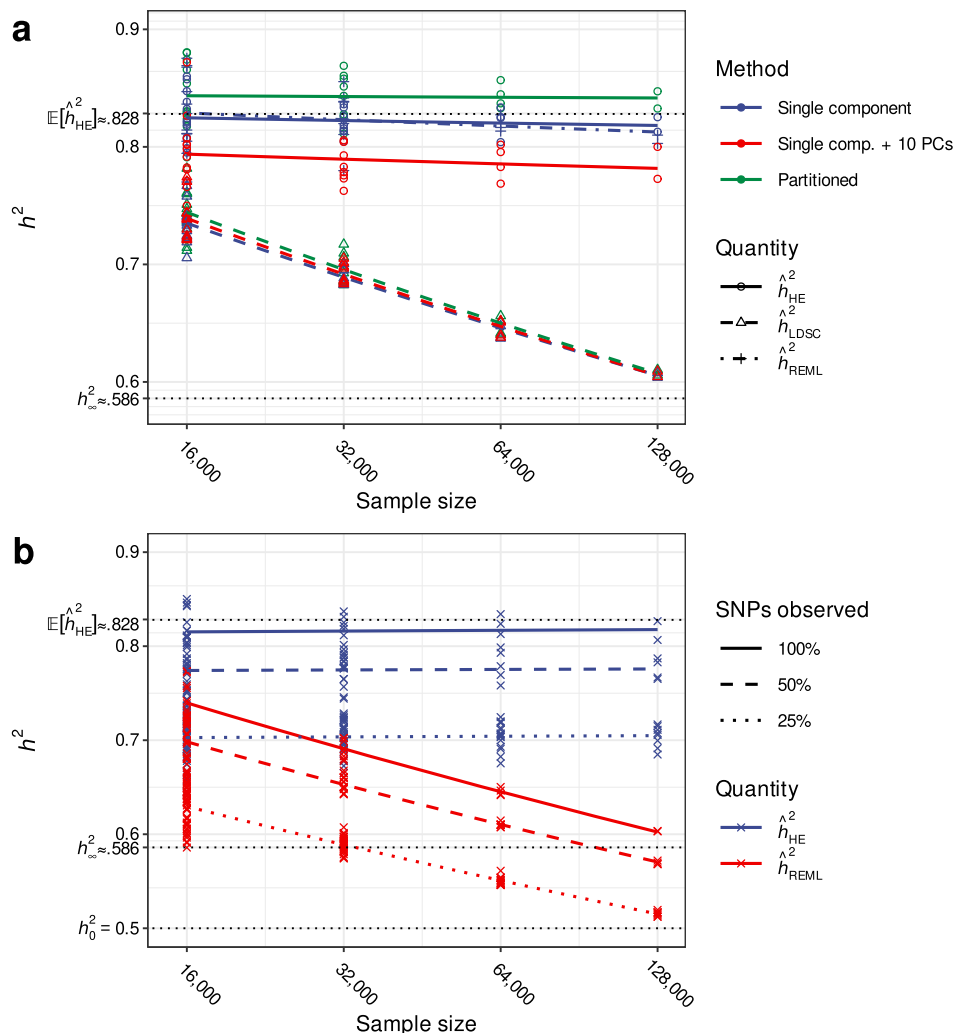 a
0.9
𝔼[ĥ²HE]≈.828
0.8
0.7
0.6
h²∞≈.586
h²
16,000
32,000
64,000
128,000
Sample size
Method
Single component
Single comp. + 10 PCs
Partitioned
Quantity
ĥ²HE
ĥ²LDSC
ĥ²REML
b
0.9
𝔼[ĥ²HE]≈.828
0.8
0.7
0.6
h²∞≈.586
h²0 = 0.5
h²
16,000
32,000
64,000
128,000
Sample size
SNPs observed
100%
50%
25%
Quantity
ĥ²HE
ĥ²REML